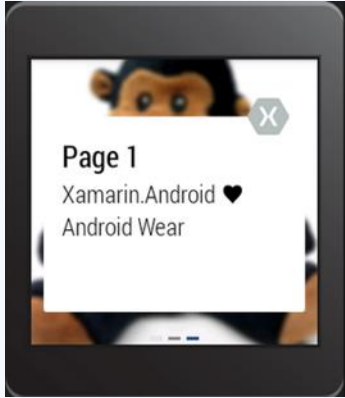 X
Page 1
Xamarin.Android ♥
Android Wear